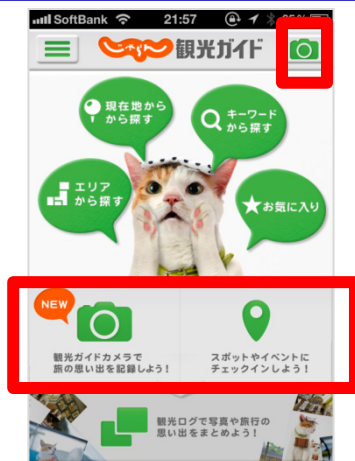 SoftBank 21:57
じゃらん 観光ガイド
現在地から
から探す
キーワード
から探す
エリア
から探す
お気に入り
NEW
観光ガイドカメラで
旅の思い出を記録しよう！
スポットやイベントに
チェックインしよう！
観光ログで写真や旅行の
思い出をまとめよう！